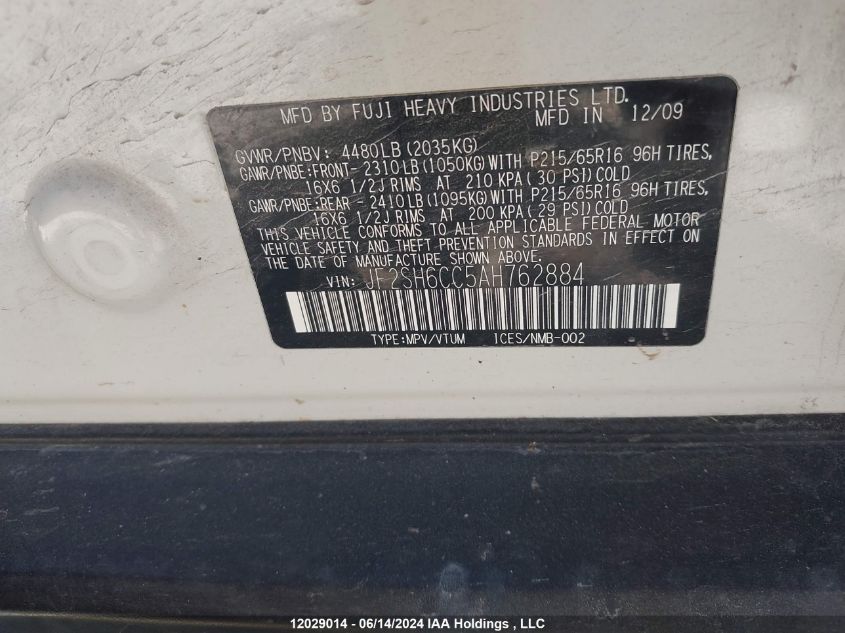 MFD BY FUJI HEAVY INDUSTRIES LTD.
MFD IN 12/09
GVWR/PNBV: 4480LB (2035KG)
GAWR/PNBE:FRONT- 2310LB(1050KG)WITH P215/65R16 96H TIRES,
16X6 1/2J RIMS AT 210 KPA( 30 PSI)COLD
GAWR/PNBE:REAR - 2410LB(1095KG)WITH P215/65R16 96H TIRES,
16X6 1/2J RIMS AT 200 KPA( 29 PSI)COLD
THIS VEHICLE CONFORMS TO ALL APPLICABLE FEDERAL MOTOR
VEHICLE SAFETY AND THEFT PREVENTION STANDARDS IN EFFECT ON
THE DATE OF MANUFACTURE SHOWN ABOVE.
VIN: JF2SH6CC5AH762884
TYPE:MPV/VTUM ICES/NMB-002
12029014 - 06/14/2024 IAA Holdings , LLC